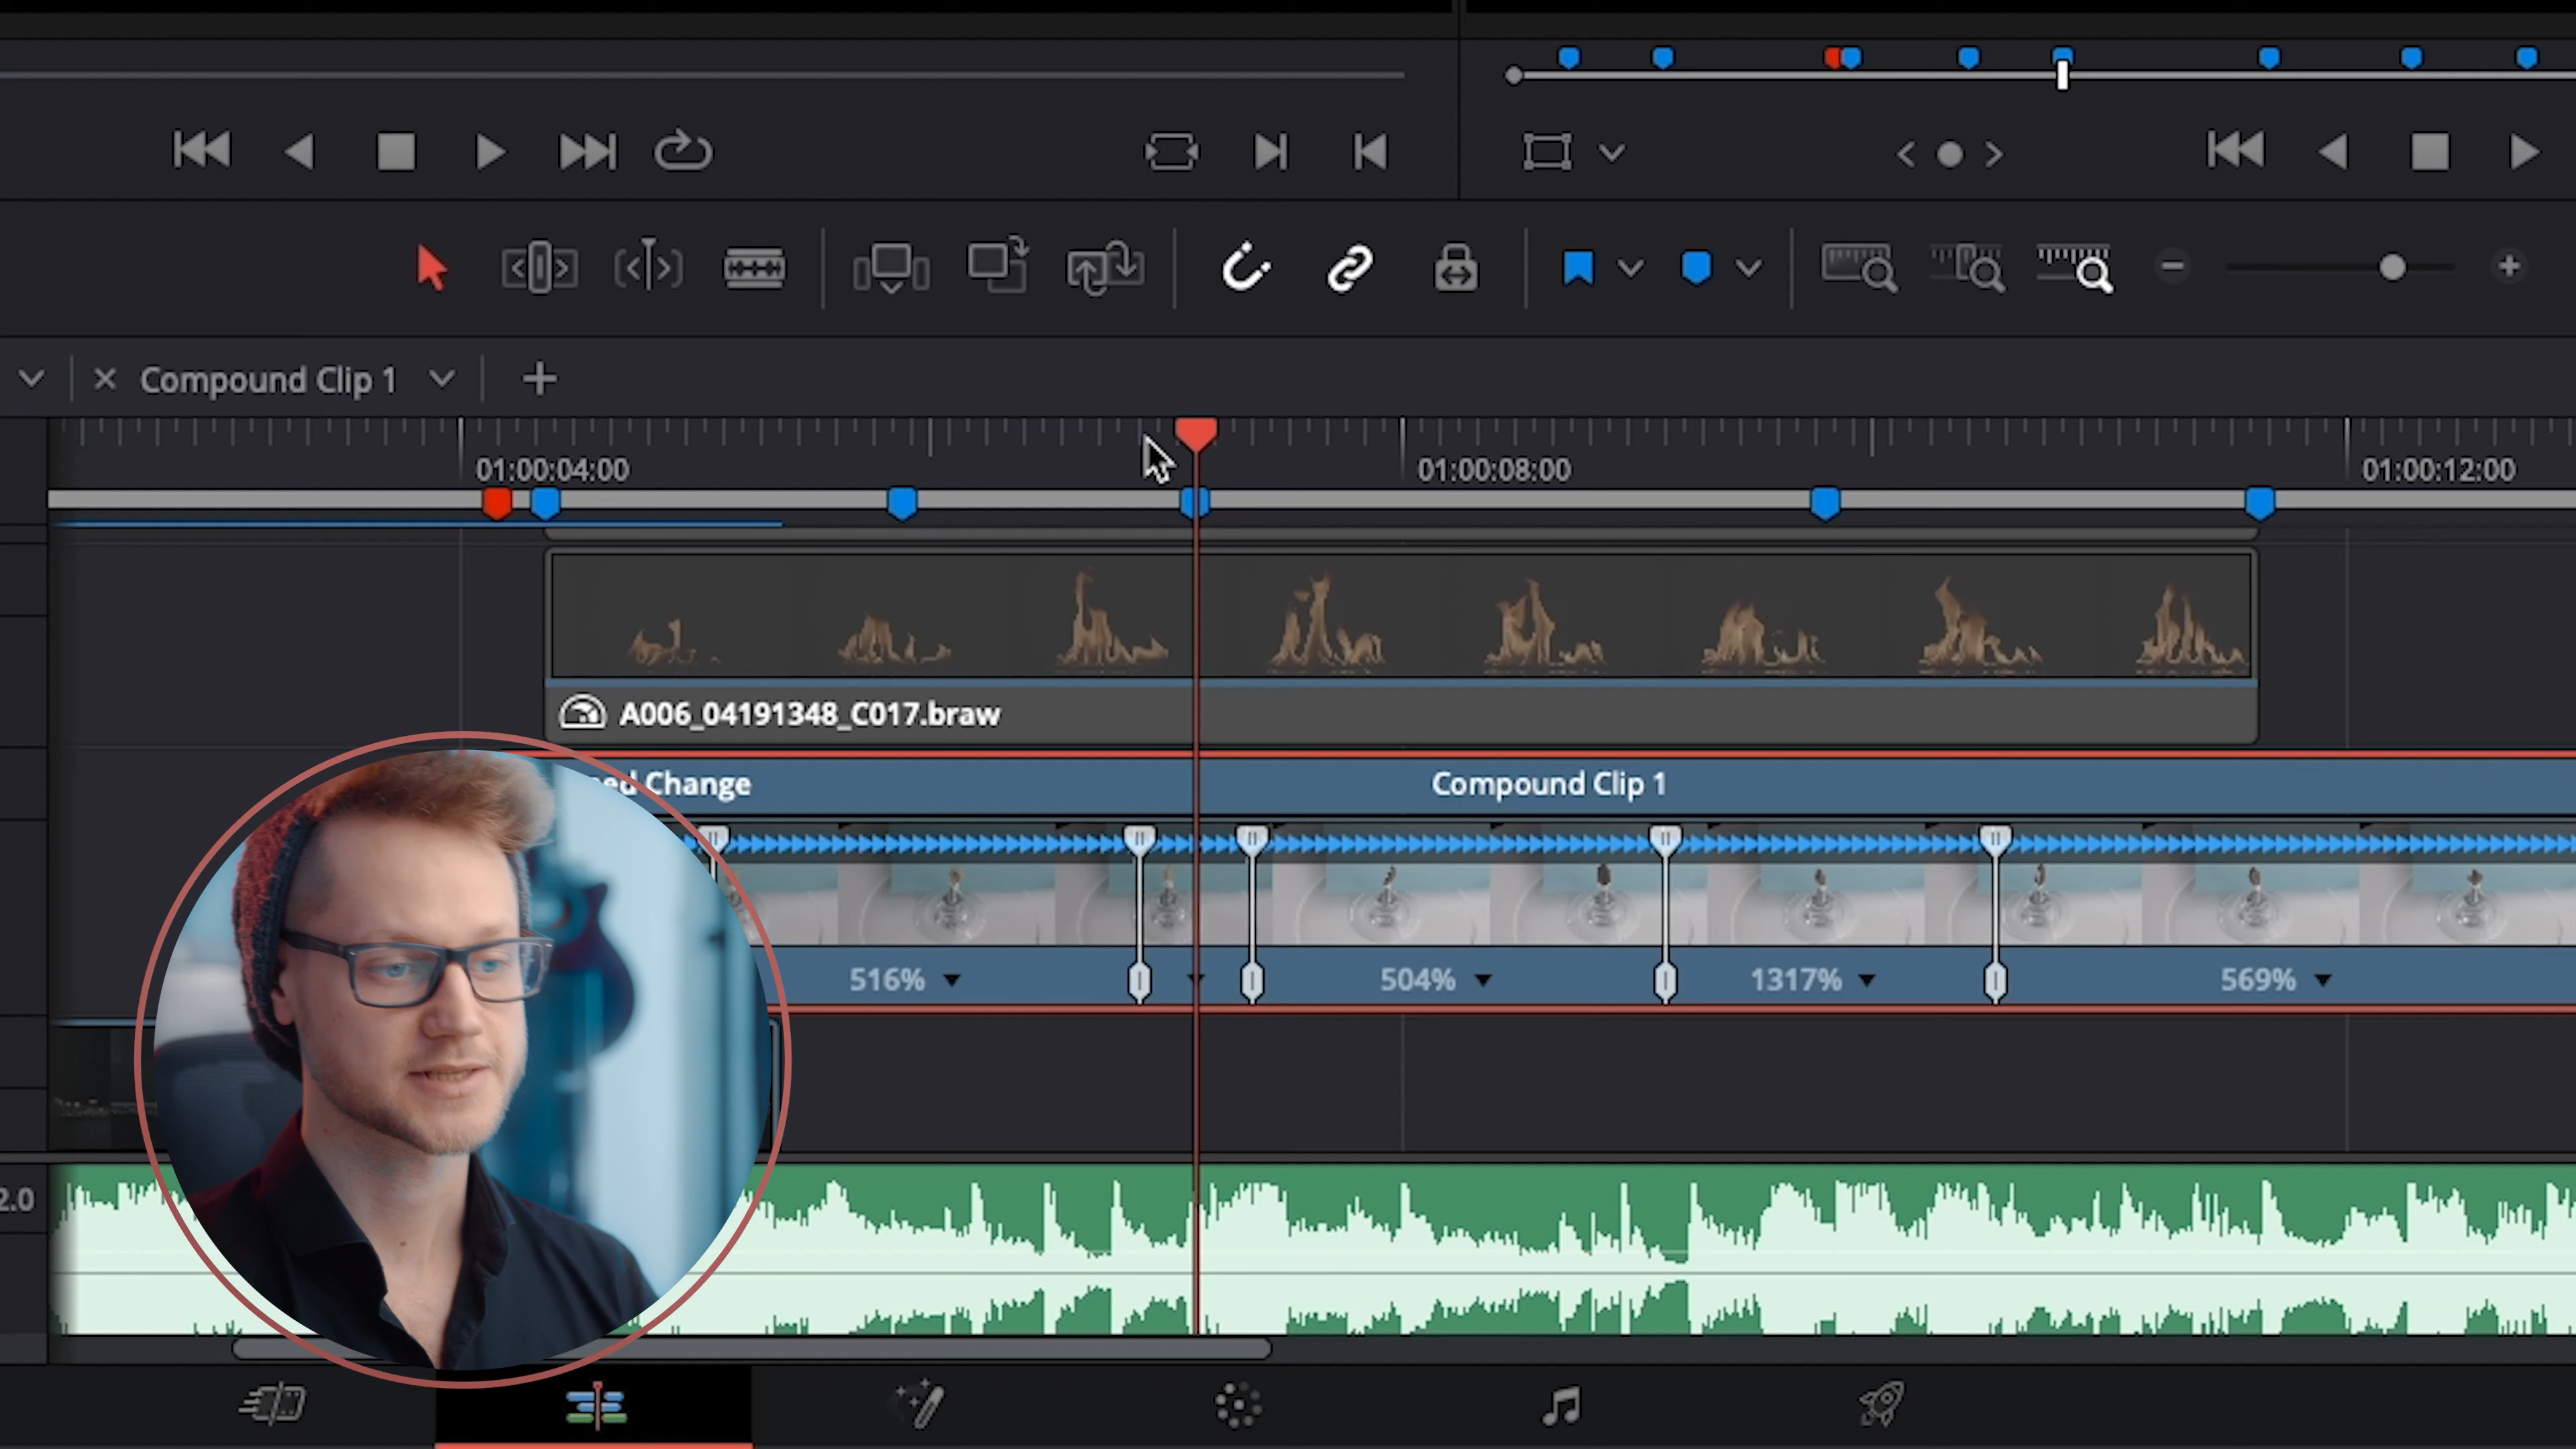 Compound Clip 1
01:00:04:00
01:00:08:00
01:00:12:00
A006_04191348_C017.braw
Change
Compound Clip 1
516%
504%
1317%
569%
2.0